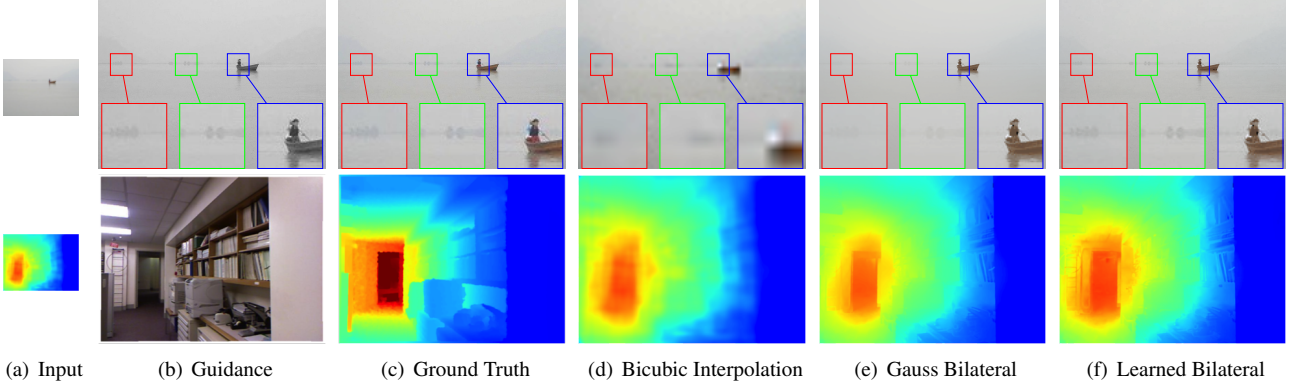 (a) Input (b) Guidance (c) Ground Truth (d) Bicubic Interpolation (e) Gauss Bilateral (f) Learned Bilateral